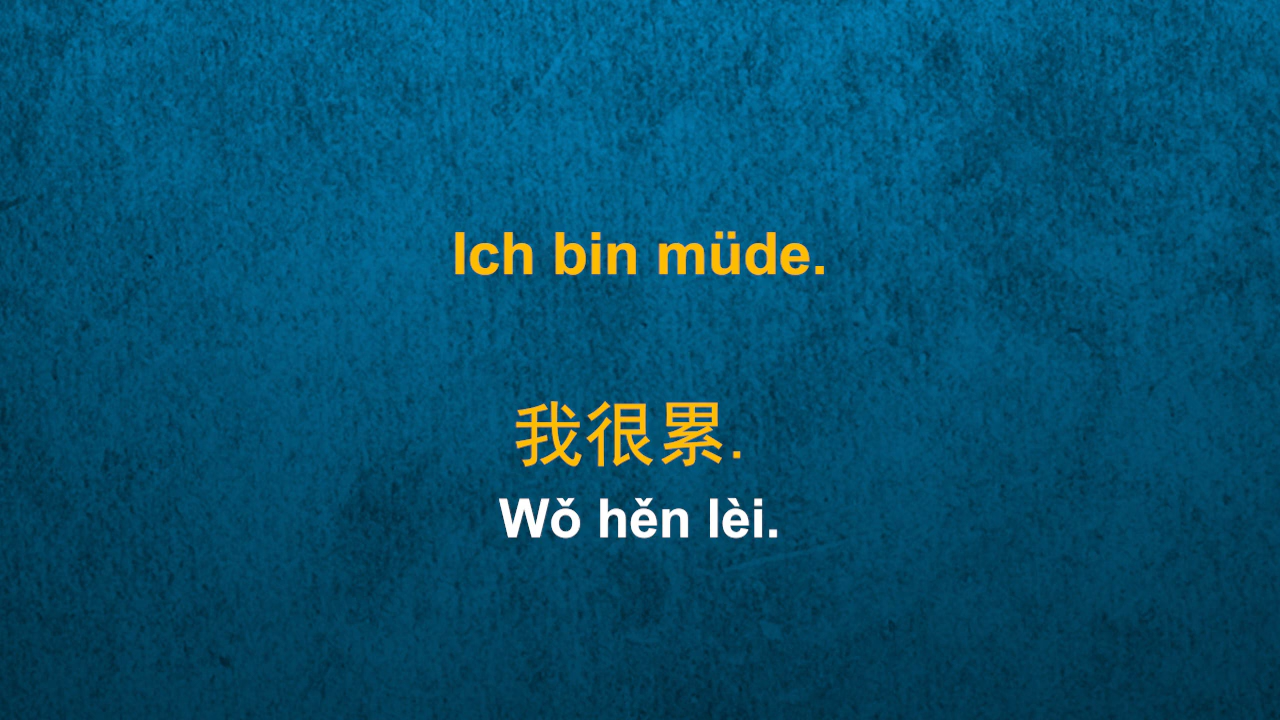 Ich bin müde.
我很累.
Wǒ hěn lèi.